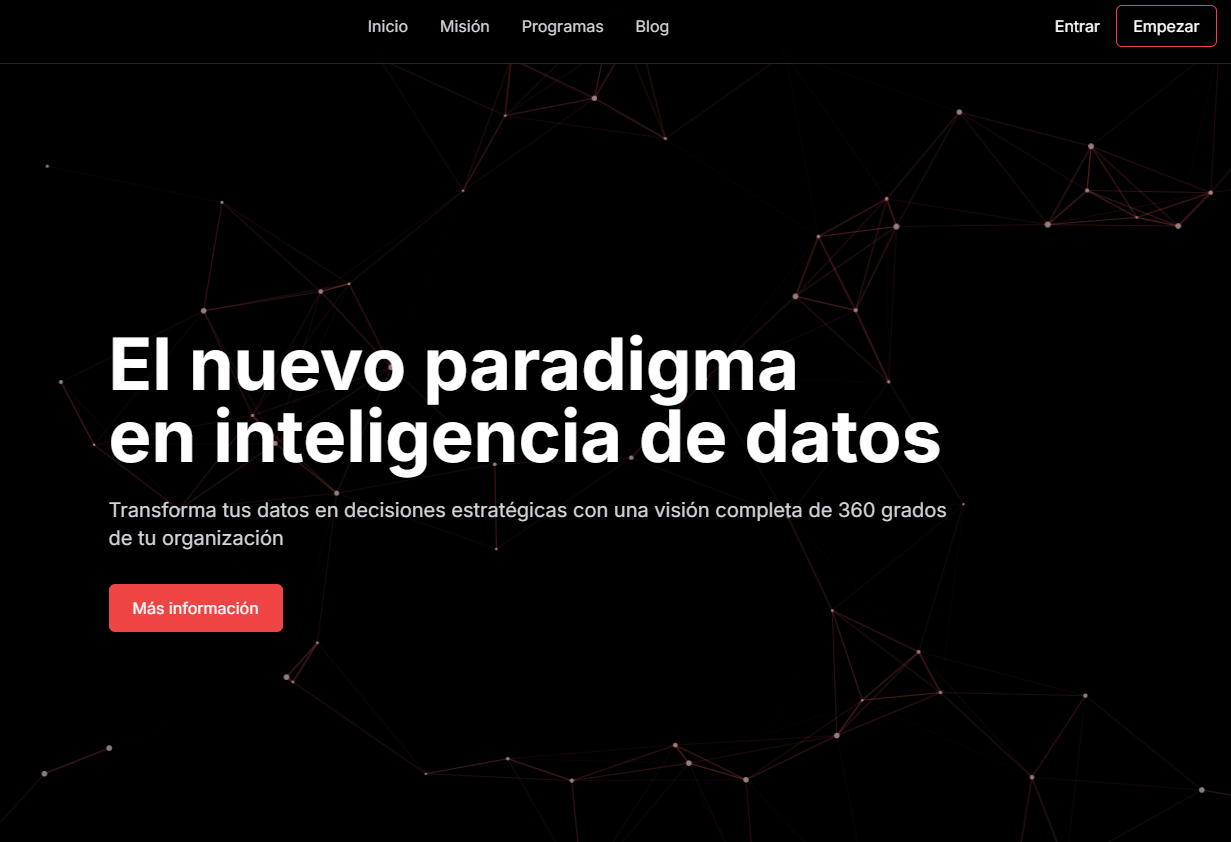 Inicio Misión Programas Blog Entrar Empezar
El nuevo paradigma
en inteligencia de datos
Transforma tus datos en decisiones estratégicas con una visión completa de 360 grados
de tu organización
Más información